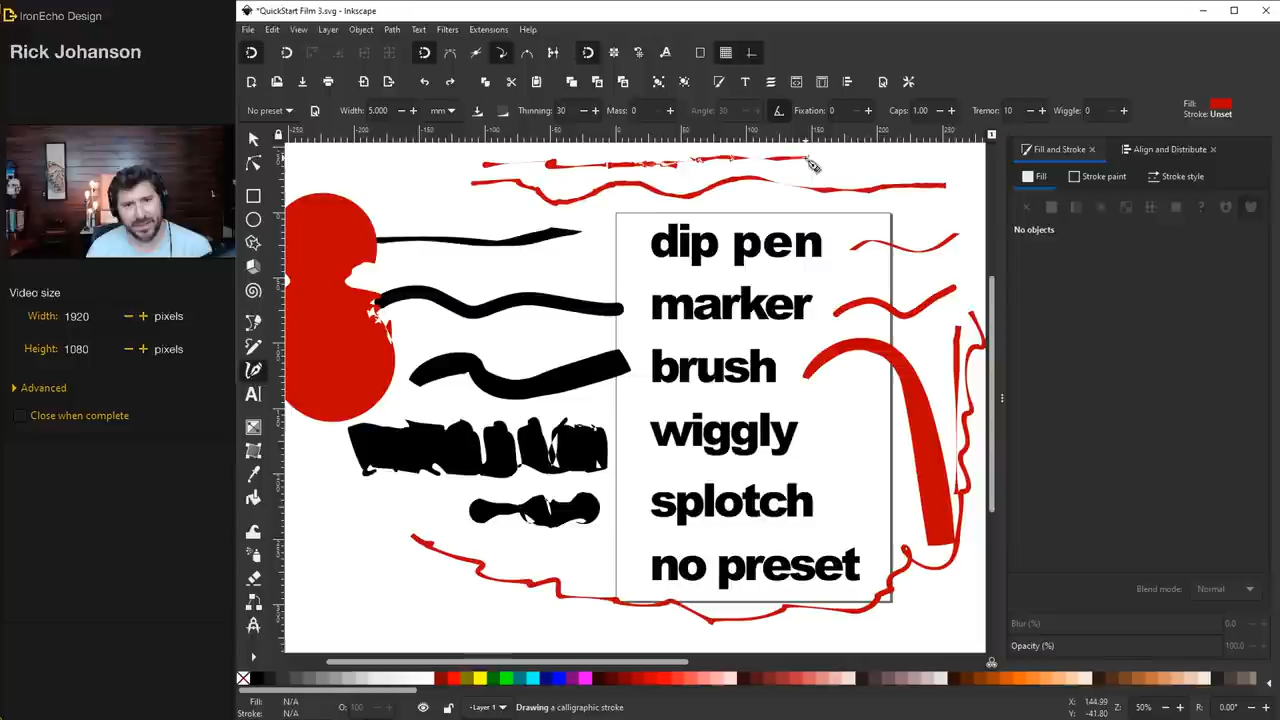 IronEcho Design
Rick Johanson
*QuickStart Film 3.svg - Inkscape
File Edit View Layer Object Path Text Filters Extensions Help
No preset Width: 5.000 mm Thinning: 30 Mass: 0 Angle: 30 Fixation: 0 Caps: 1.00 Tremor: 10 Wiggle: 0
Fill:
Stroke: Unset
Fill and Stroke Align and Distribute
Fill Stroke paint Stroke style
No objects
dip pen
marker
brush
wiggly
splotch
no preset
Video size
Width: 1920 pixels
Height: 1080 pixels
Advanced
Close when complete
Blend mode: Normal
Blur (%) 0.0
Opacity (%) 100.0
Fill: N/A
Stroke: N/A
O: 100
-Layer 1
Drawing a calligraphic stroke
X: 144.99
Y: -41.80
Z: 50%
R: 0.00°